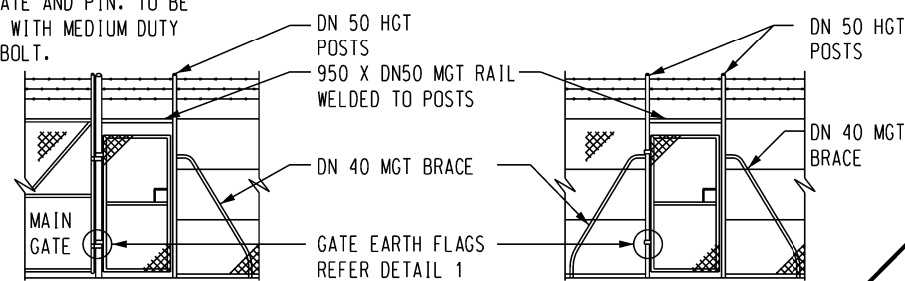 ATE AND PIN. TO BE
WITH MEDIUM DUTY
BOLT.
DN 50 HGT
POSTS
950 X DN50 MGT RAIL
WELDED TO POSTS
DN 40 MGT BRACE
GATE EARTH FLAGS
REFER DETAIL 1
MAIN
GATE
DN 50 HGT
POSTS
DN 40 MGT
BRACE